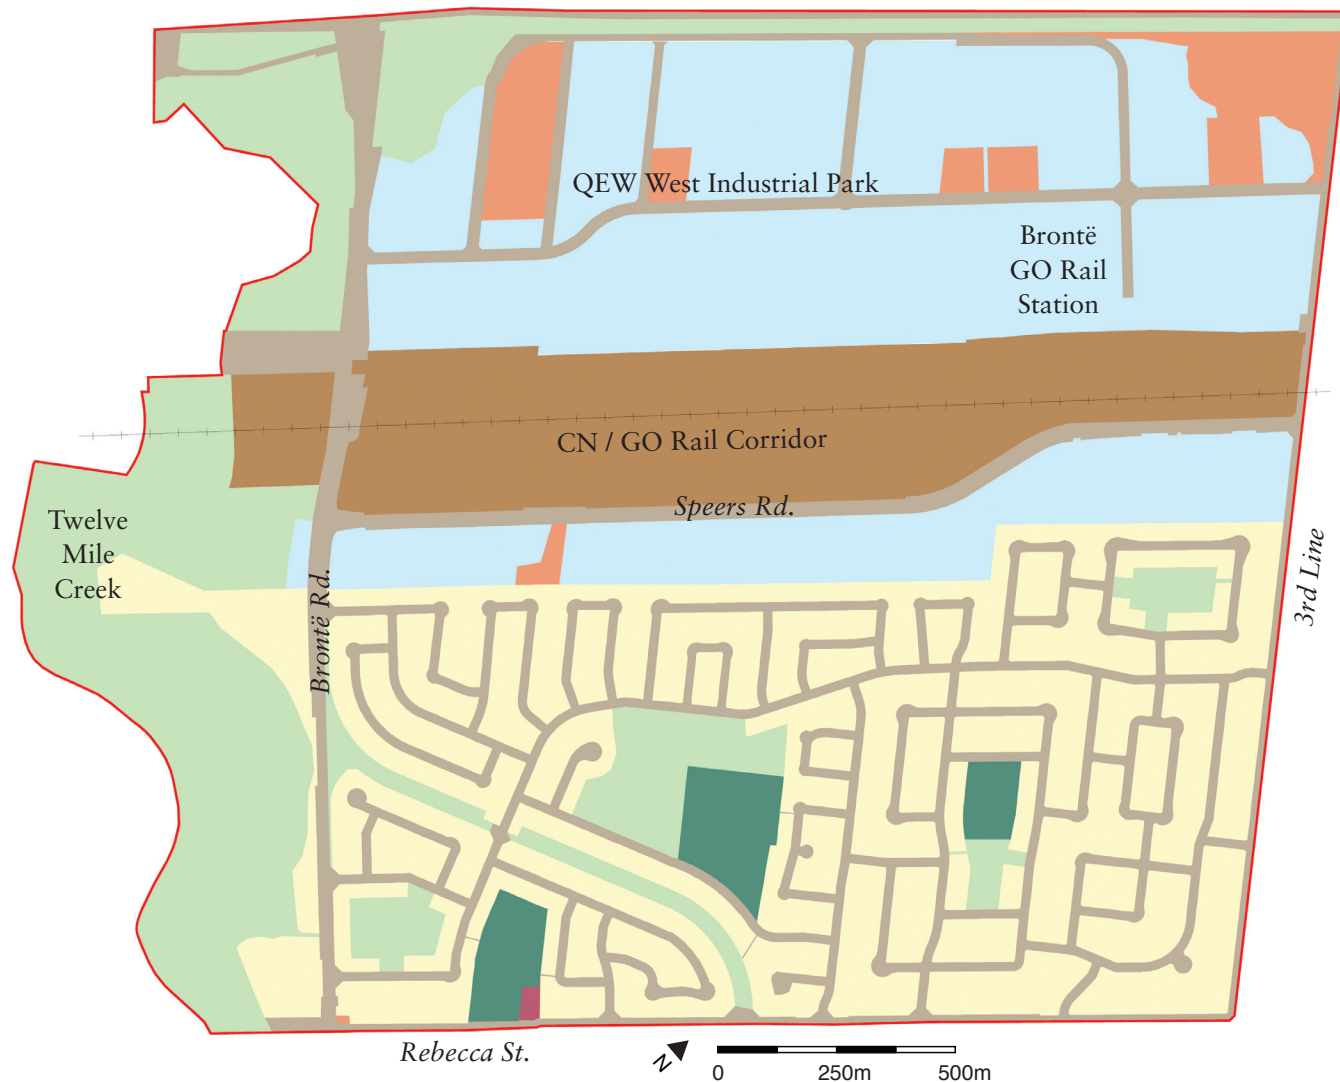 QEW West Industrial Park
Brontë
GO Rail
Station
CN / GO Rail Corridor
Speers Rd.
Twelve
Mile
Creek
Brontë Rd.
3rd Line
Rebecca St.
N
0 250m 500m